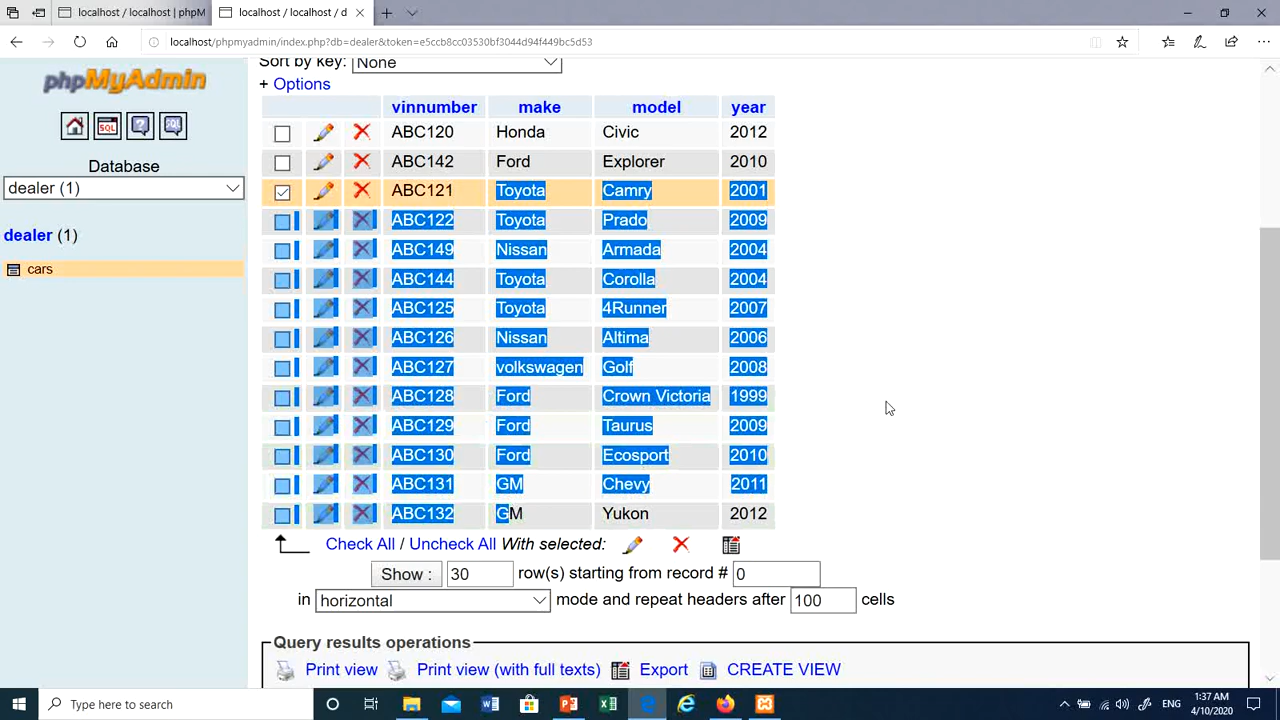 localhost / localhost | phpM
localhost / localhost / d
localhost/phpmyadmin/index.php?db=dealer&token=e5ccb8cc03530bf3044d94f449bc5d53
phpMyAdmin
SQL
Database
dealer (1)
dealer (1)
cars
Sort by key: None
+ Options
vinnumber make model year
ABC120 Honda Civic 2012
ABC142 Ford Explorer 2010
ABC121 Toyota Camry 2001
ABC122 Toyota Prado 2009
ABC149 Nissan Armada 2004
ABC144 Toyota Corolla 2004
ABC125 Toyota 4Runner 2007
ABC126 Nissan Altima 2006
ABC127 volkswagen Golf 2008
ABC128 Ford Crown Victoria 1999
ABC129 Ford Taurus 2009
ABC130 Ford Ecosport 2010
ABC131 GM Chevy 2011
ABC132 GM Yukon 2012
Check All / Uncheck All With selected:
Show : 30 row(s) starting from record # 0
in horizontal mode and repeat headers after 100 cells
Query results operations
Print view Print view (with full texts) Export CREATE VIEW
Type here to search
ENG
1:37 AM
4/10/2020